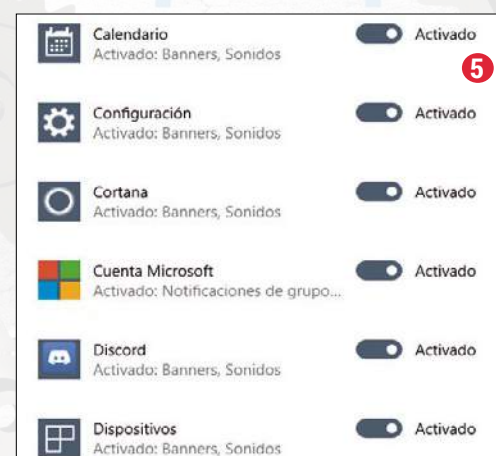 Calendario
Activado: Banners, Sonidos
Activado
5
Configuración
Activado: Banners, Sonidos
Activado
Cortana
Activado: Banners, Sonidos
Activado
Cuenta Microsoft
Activado: Notificaciones de grupo...
Activado
Discord
Activado: Banners, Sonidos
Activado
Dispositivos
Activado: Banners, Sonidos
Activado